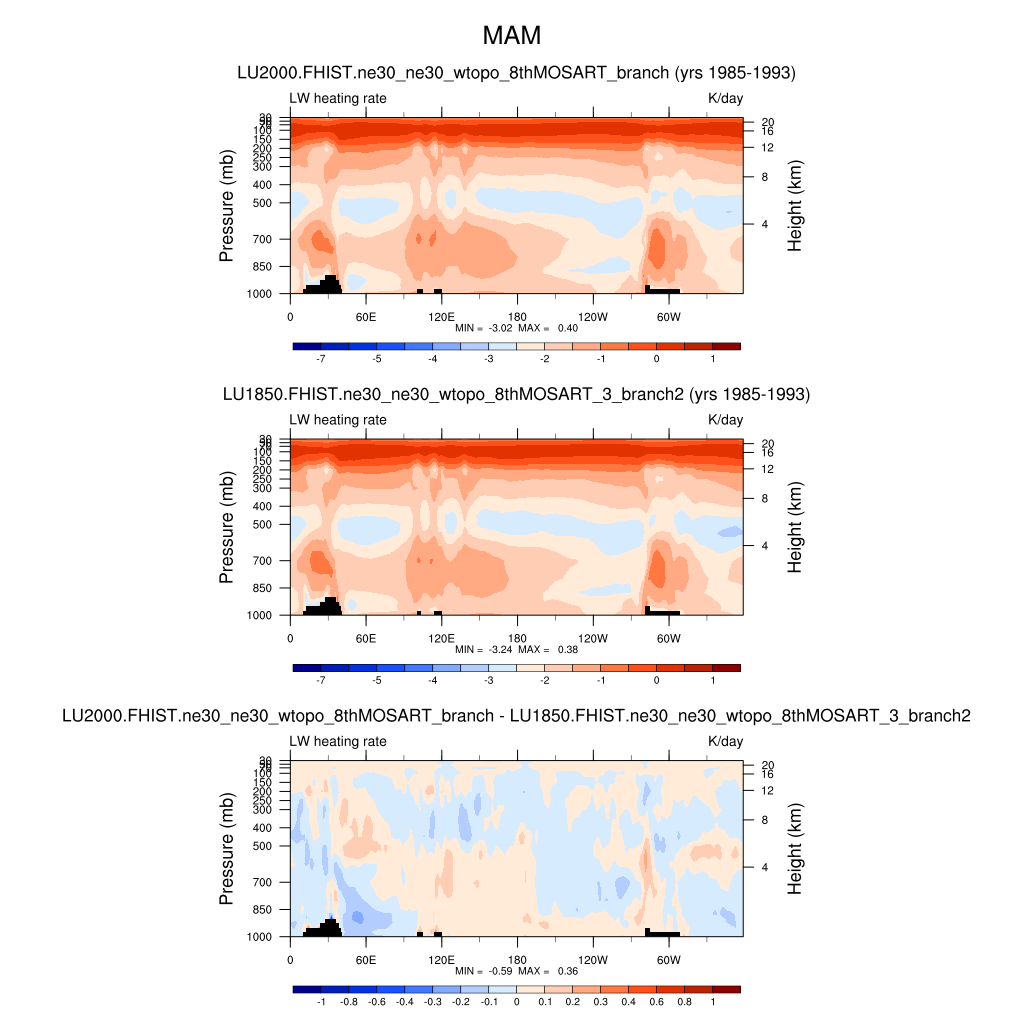 MAM
LU2000.FHIST.ne30_ne30_wtopo_8thMOSART_branch (yrs 1985-1993)
LW heating rate K/day
Pressure (mb)
100
150
200
250
300
400
500
700
850
1000
20
16
12
8
4
Height (km)
0 60E 120E 180 120W 60W
MIN = -3.02 MAX = 0.40
-7 -5 -4 -3 -2 -1 0 1
LU1850.FHIST.ne30_ne30_wtopo_8thMOSART_3_branch2 (yrs 1985-1993)
LW heating rate K/day
Pressure (mb)
100
150
200
250
300
400
500
700
850
1000
20
16
12
8
4
Height (km)
0 60E 120E 180 120W 60W
MIN = -3.24 MAX = 0.38
-7 -5 -4 -3 -2 -1 0 1
LU2000.FHIST.ne30_ne30_wtopo_8thMOSART_branch - LU1850.FHIST.ne30_ne30_wtopo_8thMOSART_3_branch2
LW heating rate K/day
Pressure (mb)
100
150
200
250
300
400
500
700
850
1000
20
16
12
8
4
Height (km)
0 60E 120E 180 120W 60W
MIN = -0.59 MAX = 0.36
-1 -0.8 -0.6 -0.4 -0.3 -0.2 -0.1 0 0.1 0.2 0.3 0.4 0.6 0.8 1